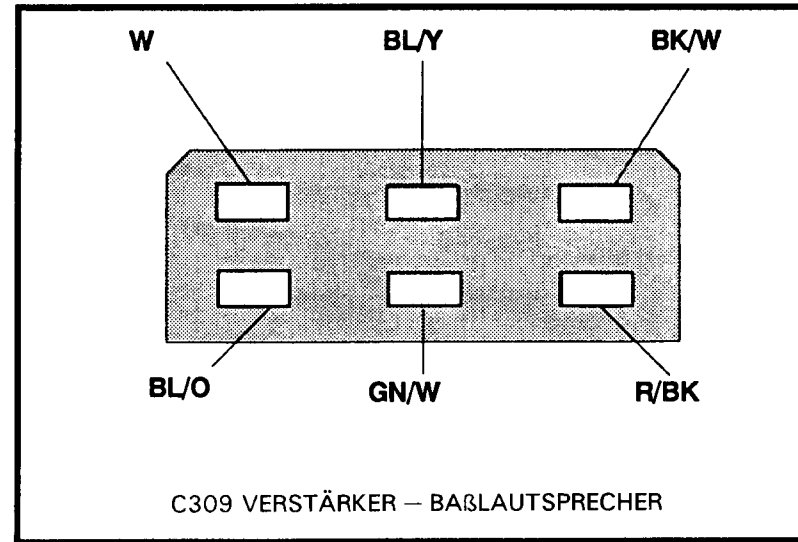 W BL/Y BK/W
BL/O GN/W R/BK
C309 VERSTÄRKER — BAßLAUTSPRECHER